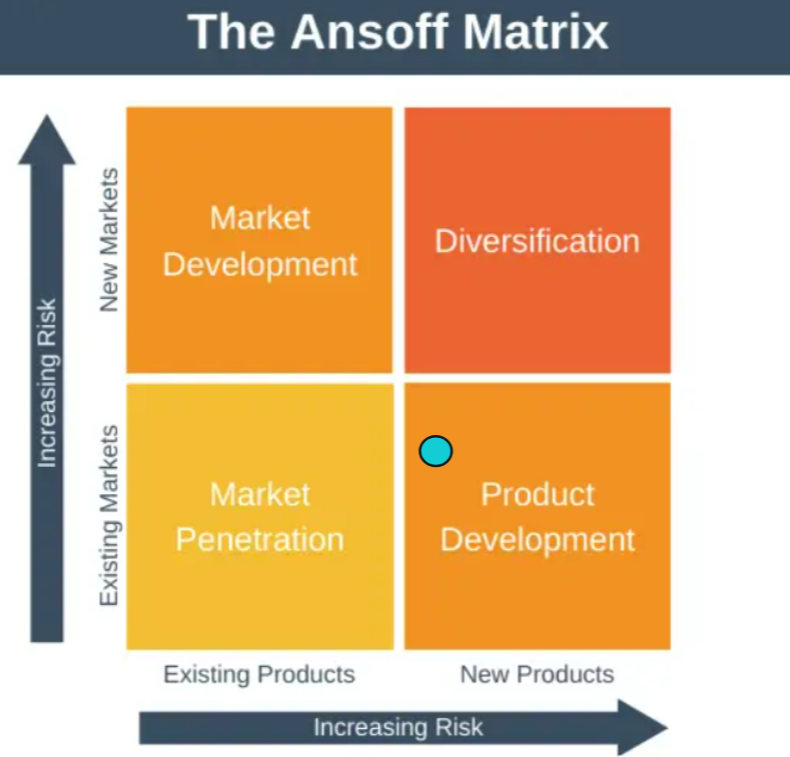 The Ansoff Matrix
Increasing Risk
New Markets
Market
Development
Diversification
Existing Markets
Market
Penetration
Product
Development
Existing Products
New Products
Increasing Risk